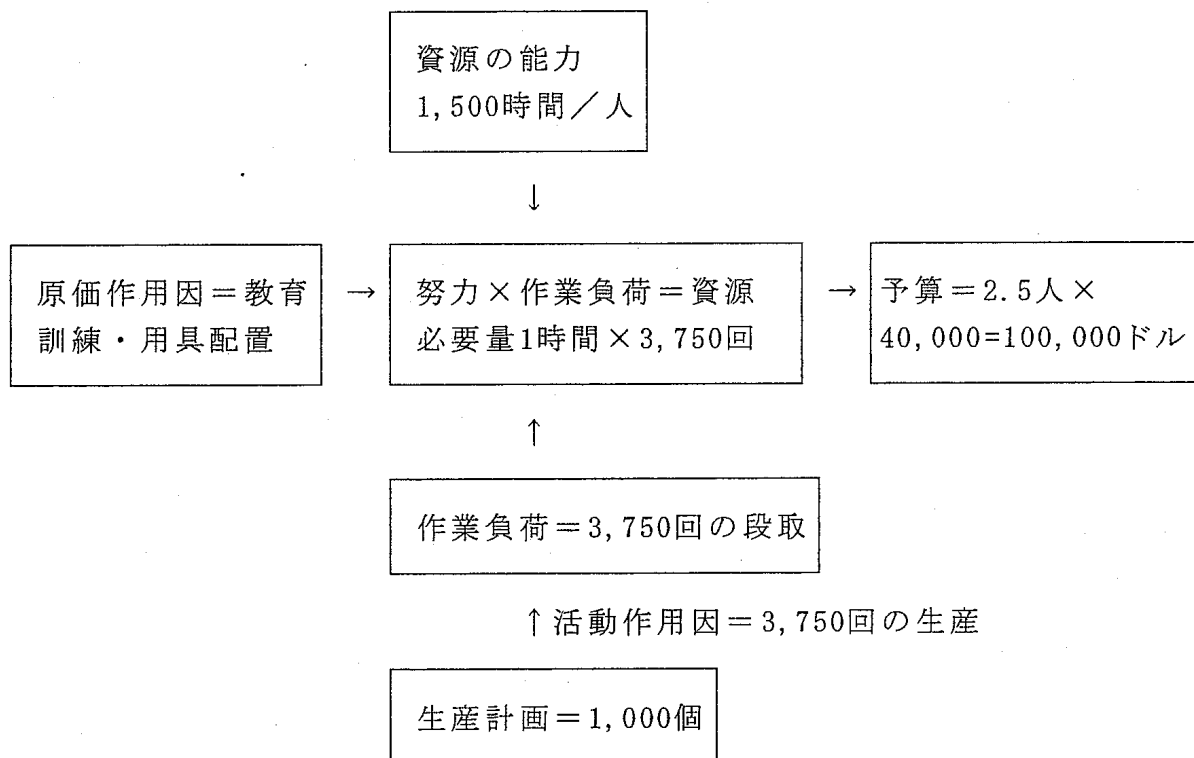 資源の能力
1,500時間／人
↓
原価作用因＝教育
訓練・用具配置
→
努力×作業負荷＝資源
必要量1時間×3,750回
→
予算＝2.5人×
40,000=100,000ドル
↑
作業負荷＝3,750回の段取
↑活動作用因＝3,750回の生産
生産計画＝1,000個